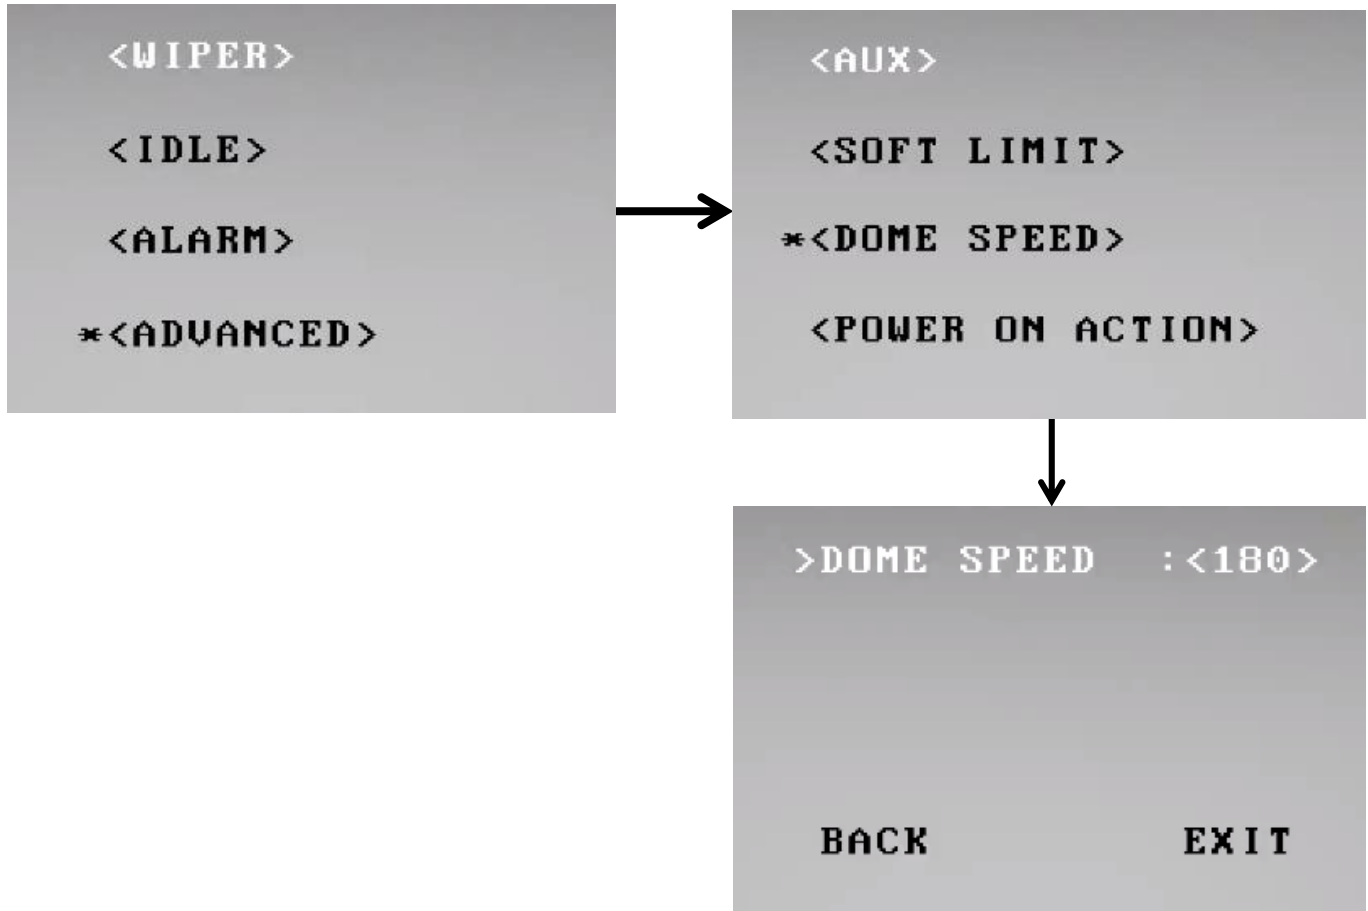 <WIPER>
<IDLE>
<ALARM>
*<ADVANCED>
<AUX>
<SOFT LIMIT>
*<DOME SPEED>
<POWER ON ACTION>
>DOME SPEED :<180>
BACK EXIT